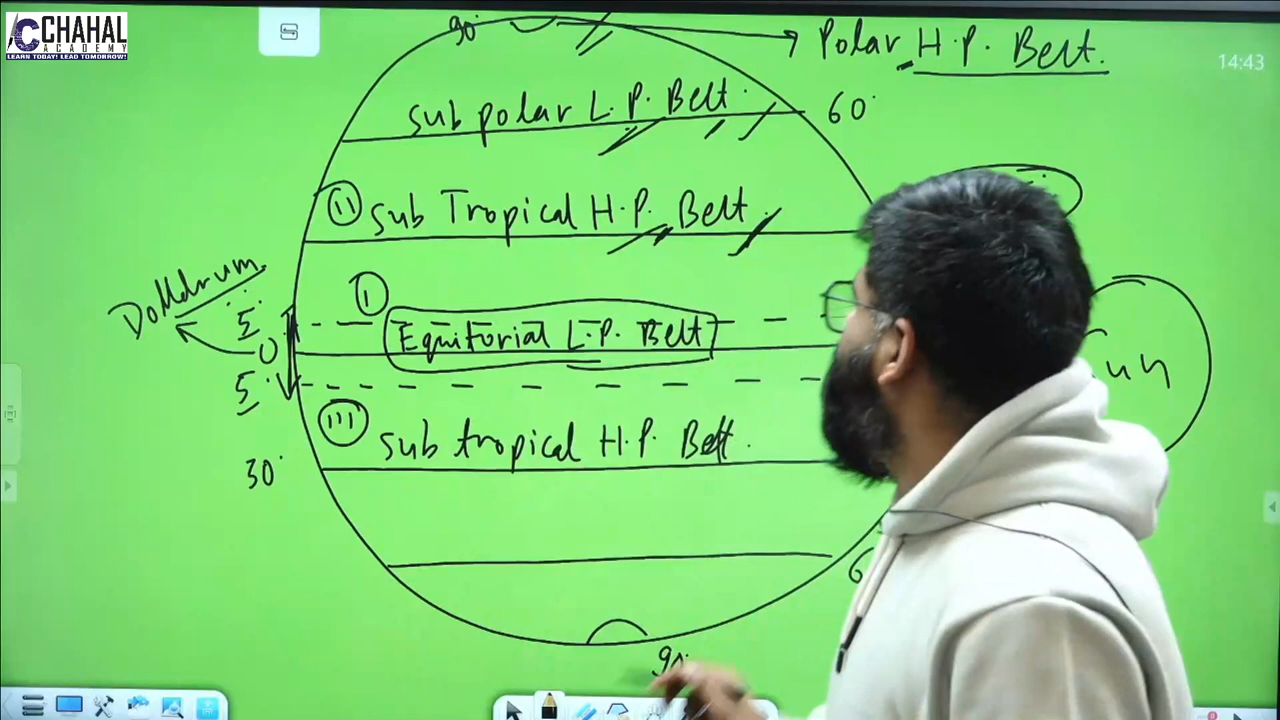 CHAHAL
ACADEMY
LEARN TODAY! LEAD TOMORROW!
90°
Polar H.P. Belt.
14:43
sub polar L.P. Belt.
60°
II sub Tropical H.P. Belt.
Dolldrum
I
5°
Equitorial L.P. Belt
0
5°
III sub tropical H.P. Belt.
30°
90°